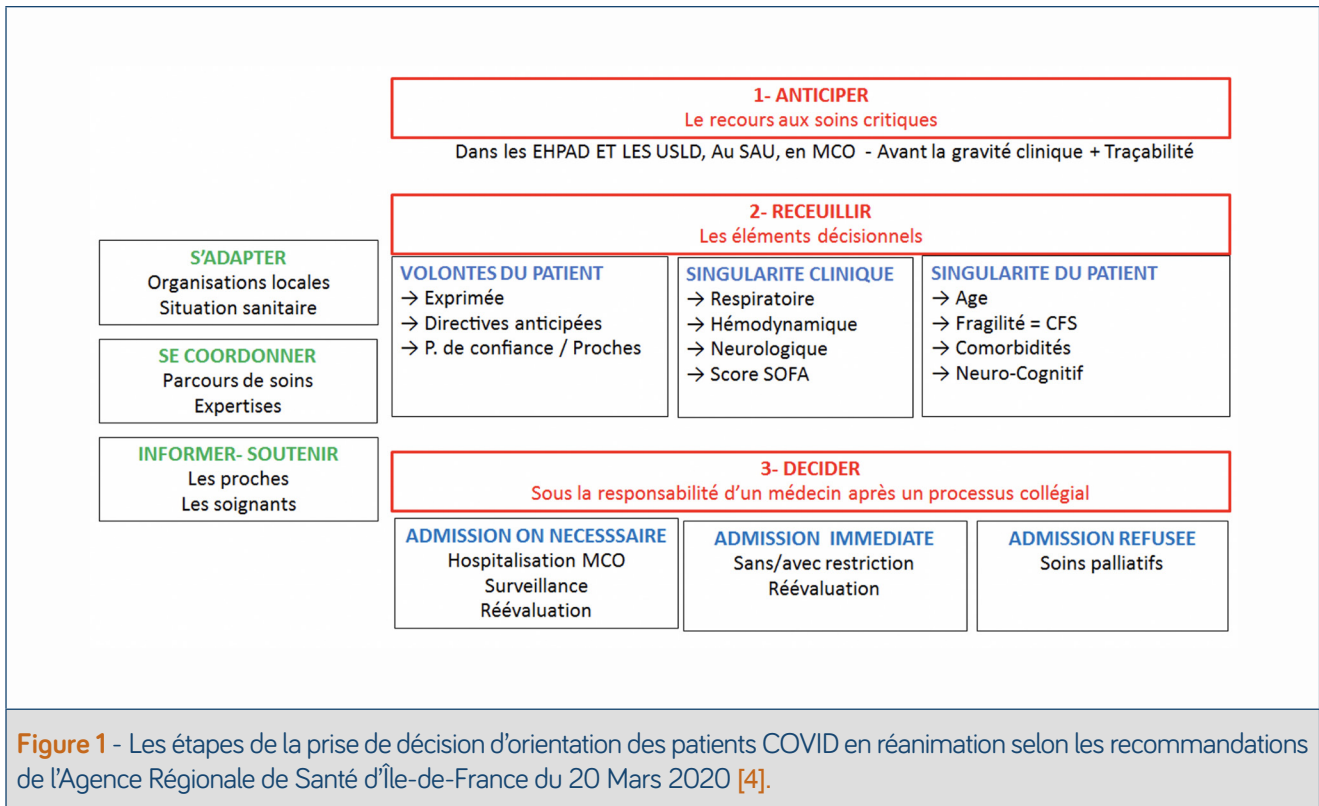 1- ANTICIPER
Le recours aux soins critiques
Dans les EHPAD ET LES USLD, Au SAU, en MCO - Avant la gravité clinique + Traçabilité
2- RECEUILLIR
Les éléments décisionnels
S'ADAPTER
Organisations locales
Situation sanitaire
SE COORDONNER
Parcours de soins
Expertises
INFORMER- SOUTENIR
Les proches
Les soignants
VOLONTES DU PATIENT
→ Exprimée
→ Directives anticipées
→ P. de confiance / Proches
SINGULARITE CLINIQUE
→ Respiratoire
→ Hémodynamique
→ Neurologique
→ Score SOFA
SINGULARITE DU PATIENT
→ Age
→ Fragilité = CFS
→ Comorbidités
→ Neuro-Cognitif
3- DECIDER
Sous la responsabilité d'un médecin après un processus collégial
ADMISSION ON NECESSSAIRE
Hospitalisation MCO
Surveillance
Réévaluation
ADMISSION IMMEDIATE
Sans/avec restriction
Réévaluation
ADMISSION REFUSEE
Soins palliatifs
Figure 1 - Les étapes de la prise de décision d'orientation des patients COVID en réanimation selon les recommandations
de l'Agence Régionale de Santé d'Île-de-France du 20 Mars 2020 [4].